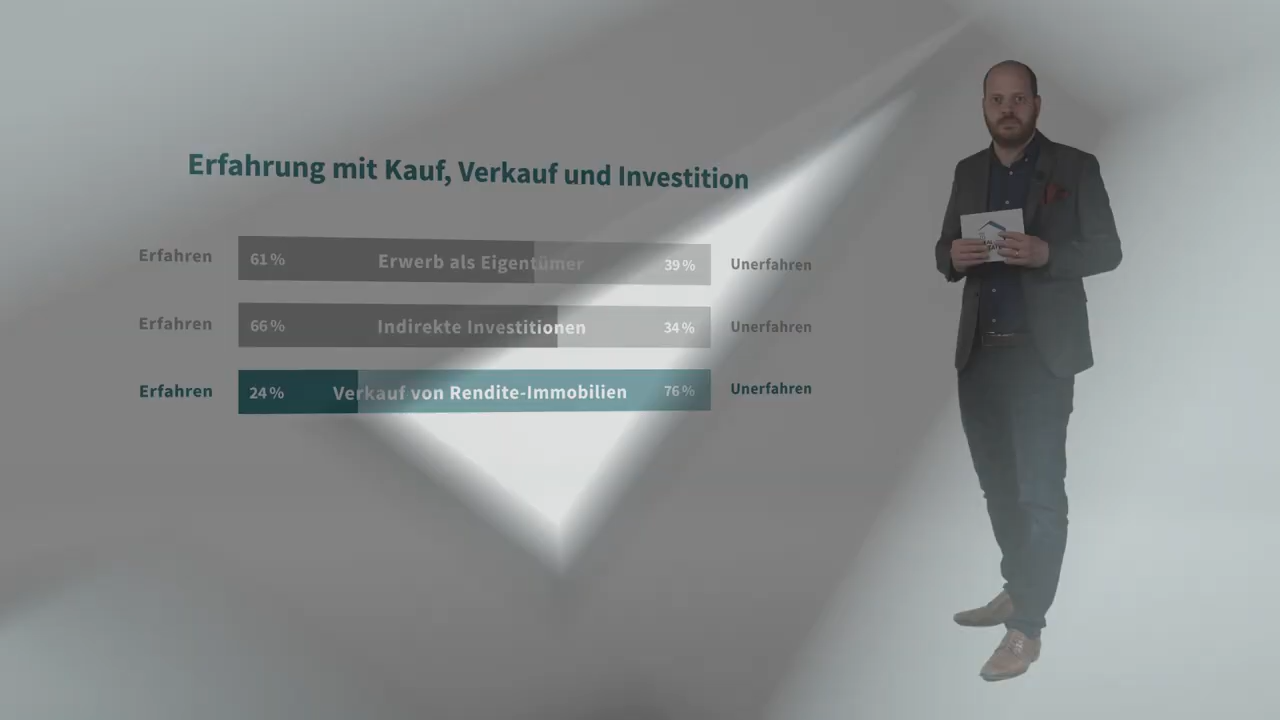 Erfahrung mit Kauf, Verkauf und Investition
Erfahren 61 % Erwerb als Eigentümer 39 % Unerfahren
Erfahren 66 % Indirekte Investitionen 34 % Unerfahren
Erfahren 24 % Verkauf von Rendite-Immobilien 76 % Unerfahren